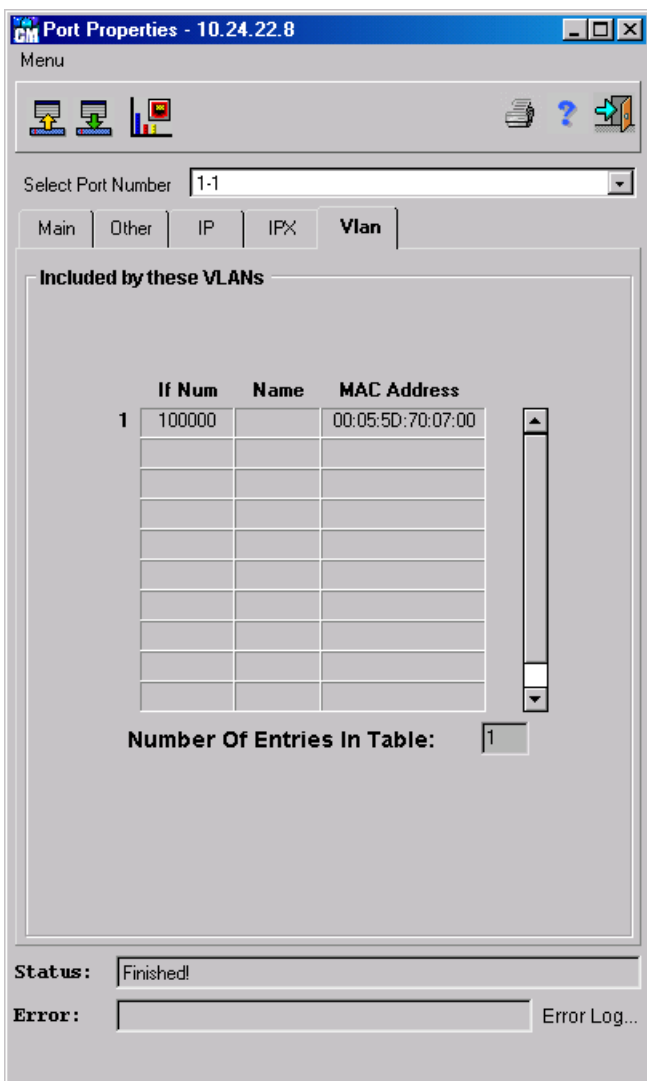 GM Port Properties - 10.24.22.8
Menu
Select Port Number 1-1
Main Other IP IPX Vlan
Included by these VLANs
If Num Name MAC Address
1 100000 00:05:5D:70:07:00
Number Of Entries In Table: 1
Status: Finished!
Error: Error Log...